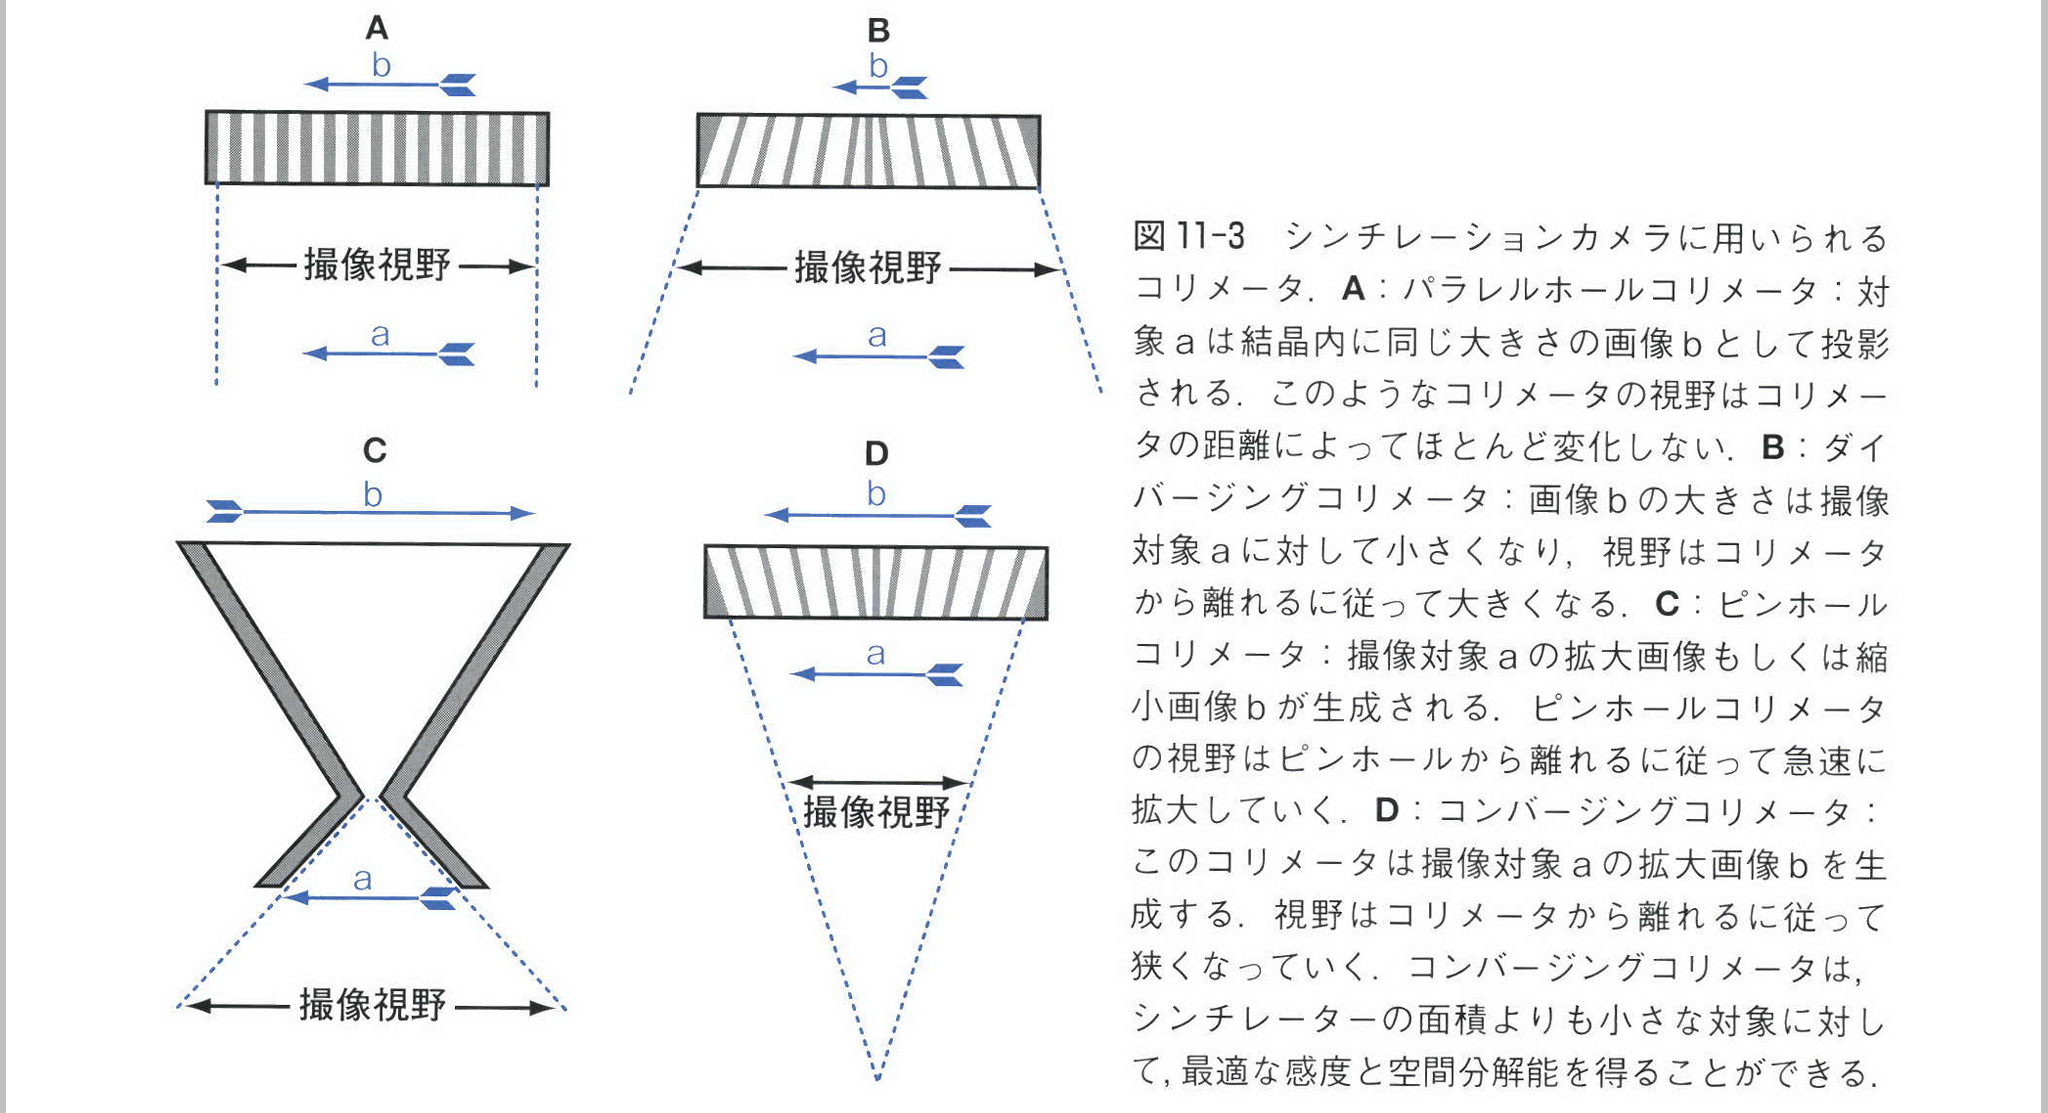 A
b
撮像視野
a
B
b
撮像視野
a
C
b
a
撮像視野
D
b
a
撮像視野
図11-3　シンチレーションカメラに用いられる
コリメータ．A：パラレルホールコリメータ：対
象aは結晶内に同じ大きさの画像bとして投影
される．このようなコリメータの視野はコリメー
タの距離によってほとんど変化しない．B：ダイ
バージングコリメータ：画像bの大きさは撮像
対象aに対して小さくなり，視野はコリメータ
から離れるに従って大きくなる．C：ピンホール
コリメータ：撮像対象aの拡大画像もしくは縮
小画像bが生成される．ピンホールコリメータ
の視野はピンホールから離れるに従って急速に
拡大していく．D：コンバージングコリメータ：
このコリメータは撮像対象aの拡大画像bを生
成する．視野はコリメータから離れるに従って
狭くなっていく．コンバージングコリメータは，
シンチレーターの面積よりも小さな対象に対し
て，最適な感度と空間分解能を得ることができる．